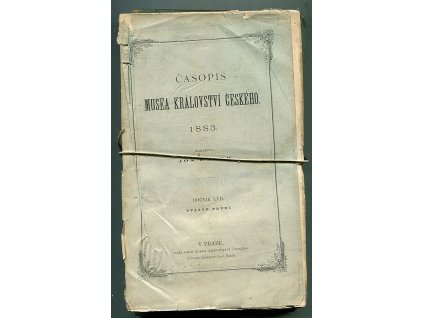 ČASOPIS
MUSEA KRÁLOVSTVÍ ČESKÉHO.
1883.
ROČNÍK LVII.
SVAZEK PRVNÍ.
V PRAZE.